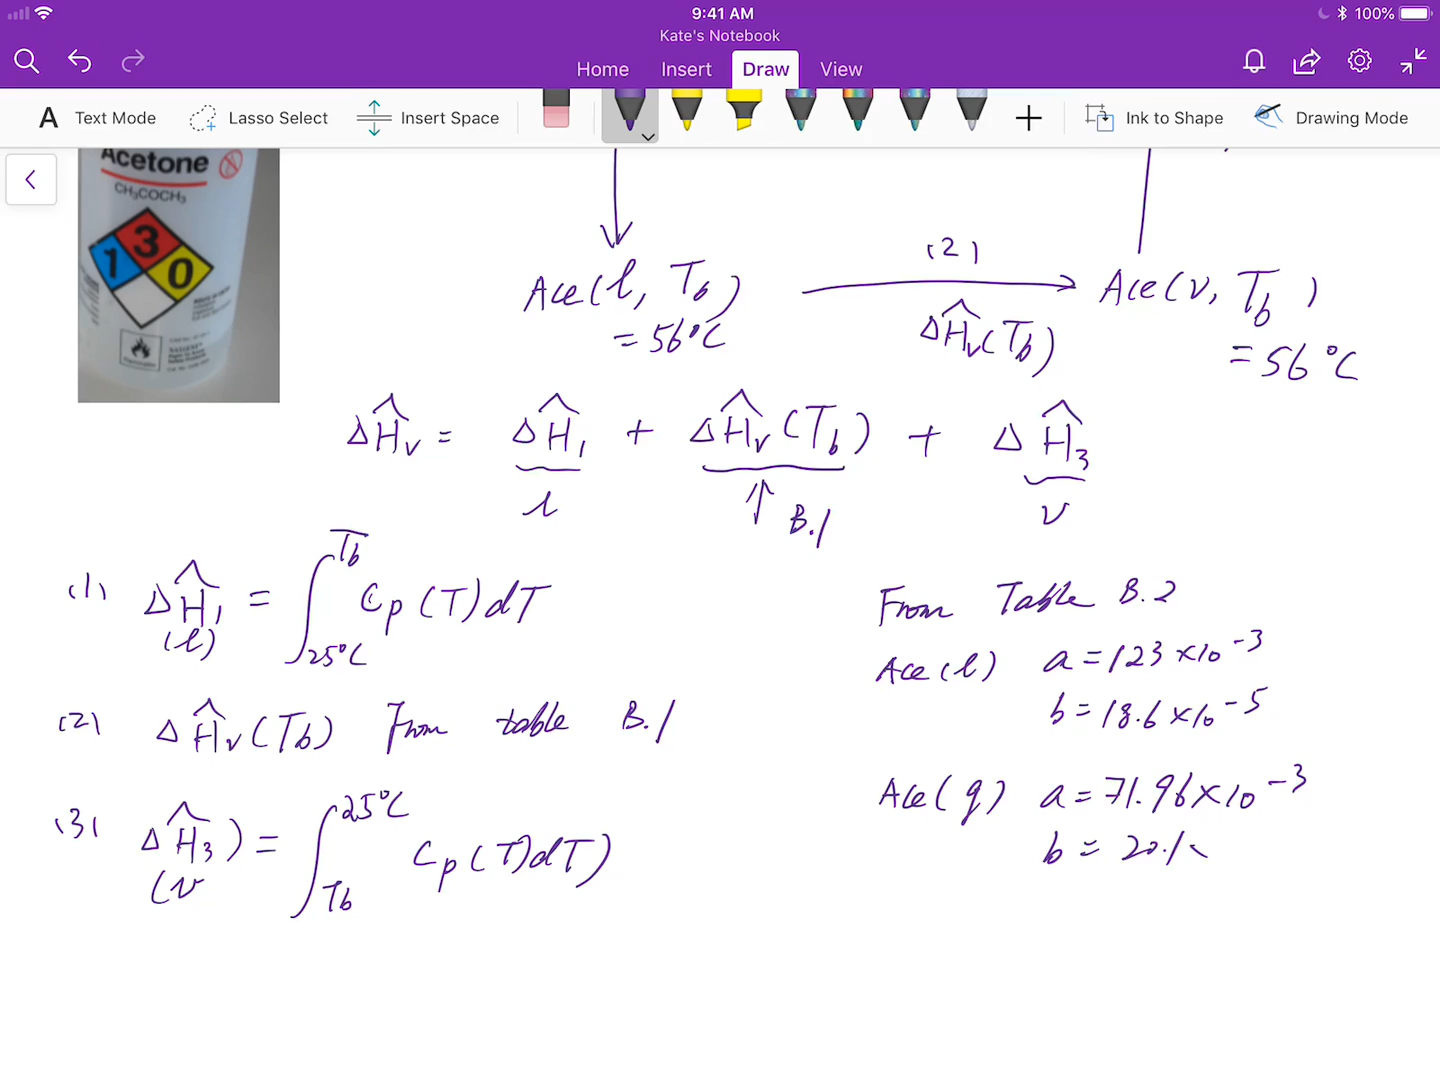 9:41 AM
100%
Kate's Notebook
Home Insert Draw View
A Text Mode Lasso Select Insert Space Ink to Shape Drawing Mode
Acetone
CH₃COCH₃
3
1 0
(2)
Ace(l, Tb) Ace(v, Tb)
= 56°C ΔĤv(Tb) = 56°C
ΔĤv = ΔĤ1 + ΔĤv(Tb) + ΔĤ3
l ↑ B.1 v
(1) ΔĤ1 = ∫ Tb 25°C Cp(T)dT
(l)
(2) ΔĤv(Tb) From table B.1
(3) ΔĤ3) = ∫ 25°C Tb Cp(T)dT)
(v
From Table B.2
Ace(l) a = 123 × 10⁻³
b = 18.6 × 10⁻⁵
Ace(g) a = 71.96 × 10⁻³
b = 20.1